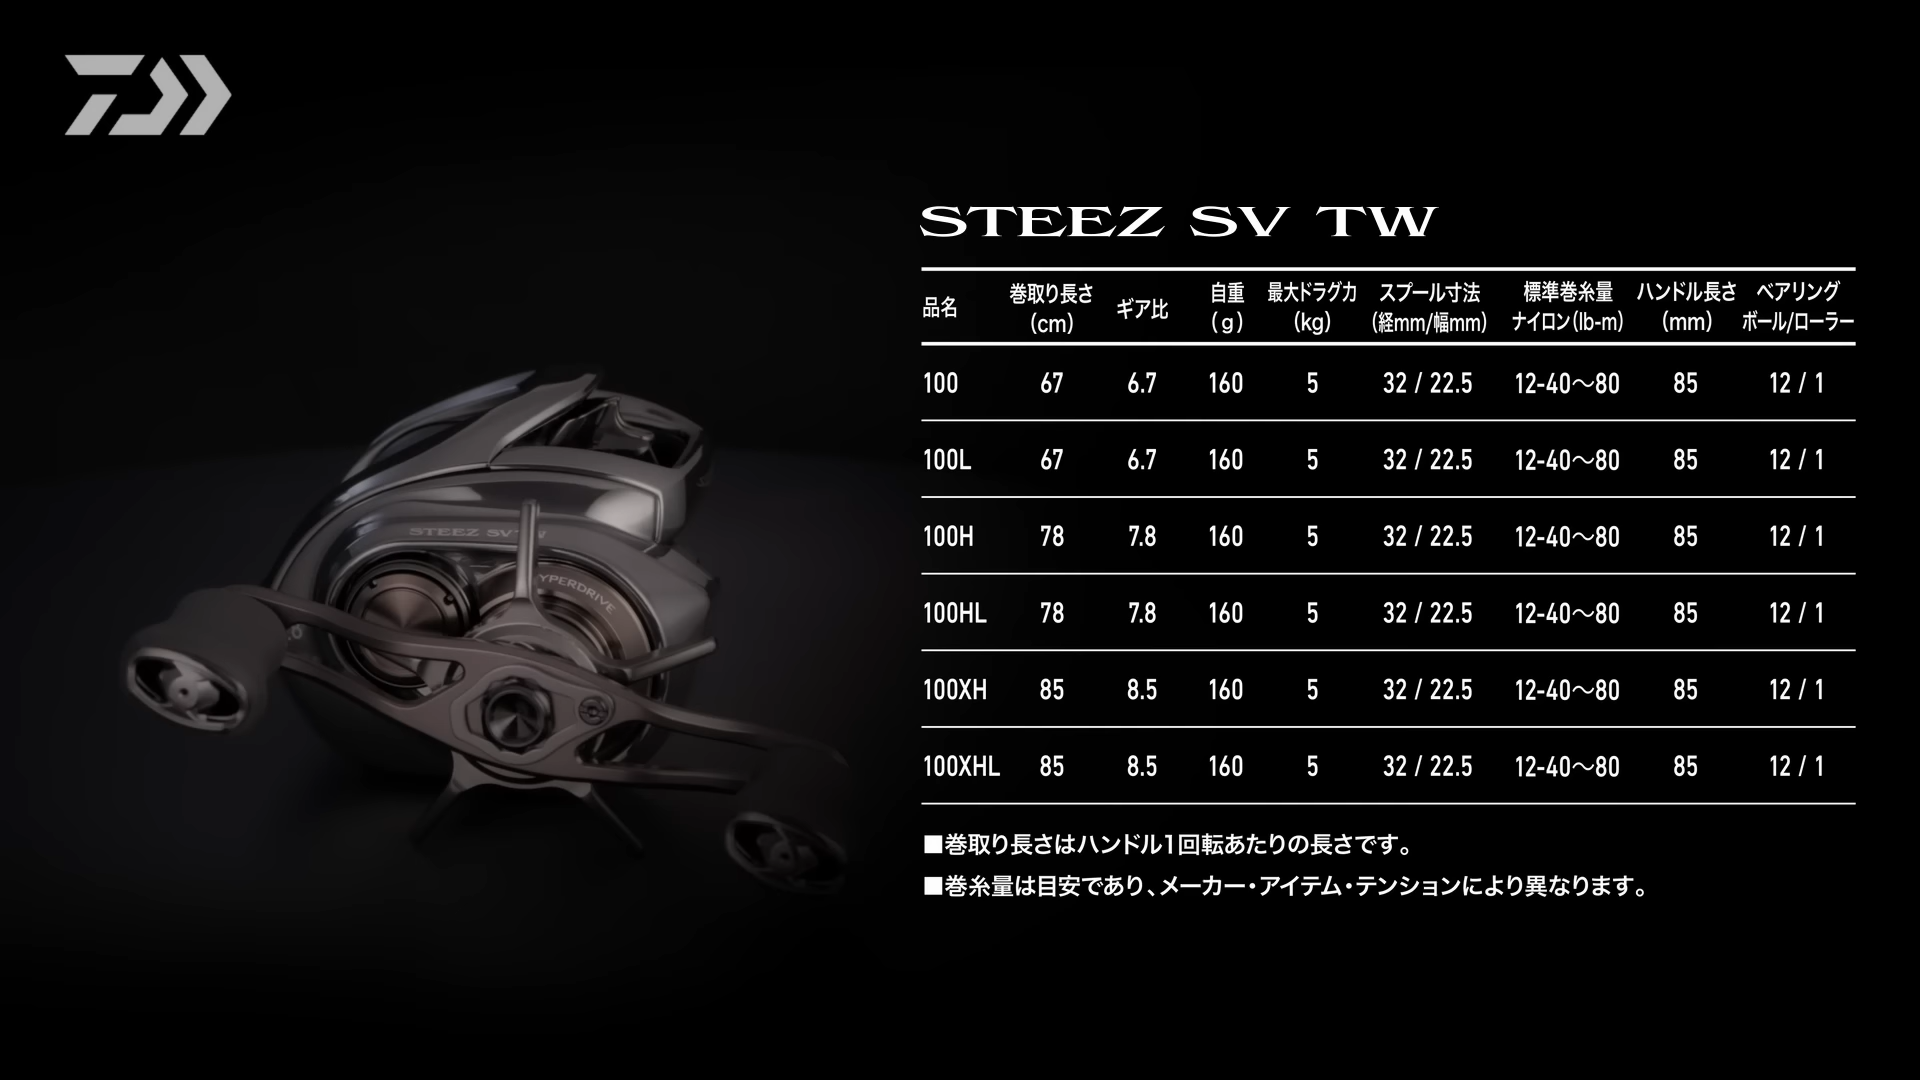 STEEZ SV TW
品名 巻取り長さ(cm) ギア比 自重(g) 最大ドラグ力(kg) スプール寸法(経mm/幅mm) 標準巻糸量ナイロン(lb-m) ハンドル長さ(mm) ベアリングボール/ローラー
100 67 6.7 160 5 32 / 22.5 12-40〜80 85 12 / 1
100L 67 6.7 160 5 32 / 22.5 12-40〜80 85 12 / 1
100H 78 7.8 160 5 32 / 22.5 12-40〜80 85 12 / 1
100HL 78 7.8 160 5 32 / 22.5 12-40〜80 85 12 / 1
100XH 85 8.5 160 5 32 / 22.5 12-40〜80 85 12 / 1
100XHL 85 8.5 160 5 32 / 22.5 12-40〜80 85 12 / 1
■巻取り長さはハンドル1回転あたりの長さです。
■巻糸量は目安であり、メーカー・アイテム・テンションにより異なります。
STEEZ SV TW
YPERDRIVE